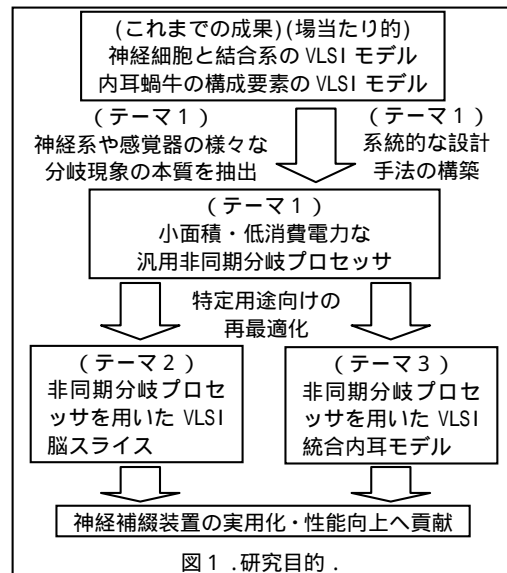 (これまでの成果)(場当たり的)
神経細胞と結合系の VLSI モデル
内耳蝸牛の構成要素の VLSI モデル
(テーマ1)
神経系や感覚器の様々な
分岐現象の本質を抽出
(テーマ1)
系統的な設計
手法の構築
(テーマ1)
小面積・低消費電力な
汎用非同期分岐プロセッサ
特定用途向けの
再最適化
(テーマ2)
非同期分岐プロセ
ッサを用いた VLSI
脳スライス
(テーマ3)
非同期分岐プロセ
ッサを用いた VLSI
統合内耳モデル
神経補綴装置の実用化・性能向上へ貢献
図1.研究目的.